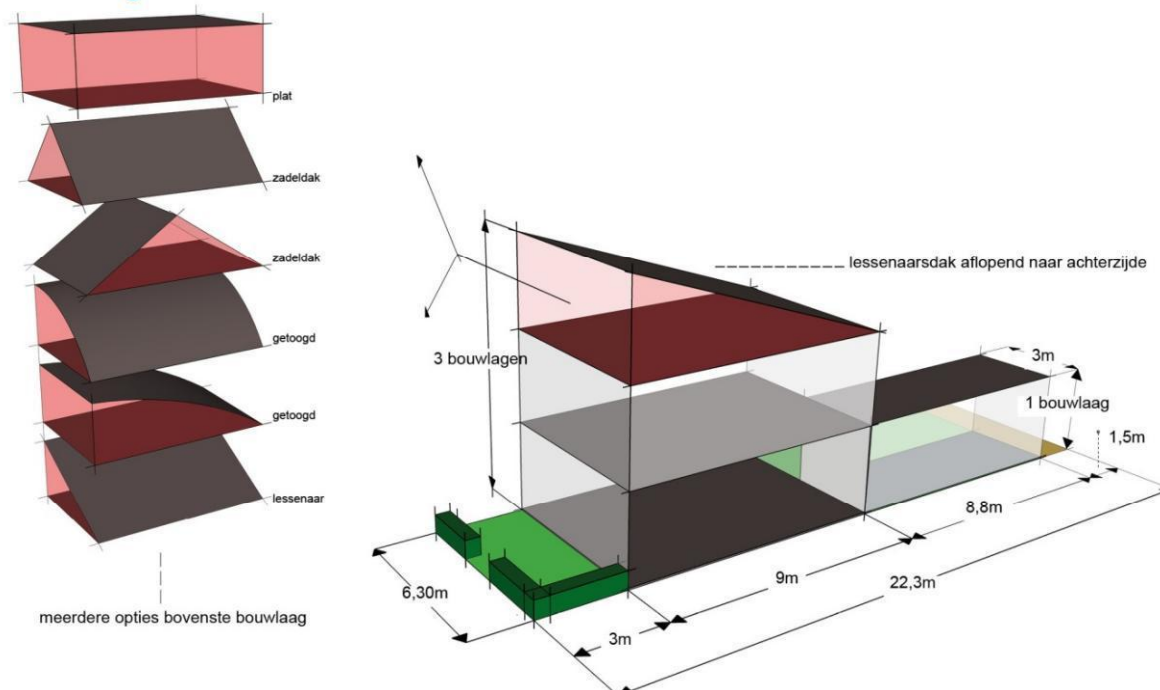 plat
zadeldak
zadeldak
getoogd
getoogd
lessenaar
meerdere opties bovenste bouwlaag
lessenaarsdak aflopend naar achterzijde
3 bouwlagen
3m
1 bouwlaag
1,5m
8,8m
9m
22,3m
6,30m
3m